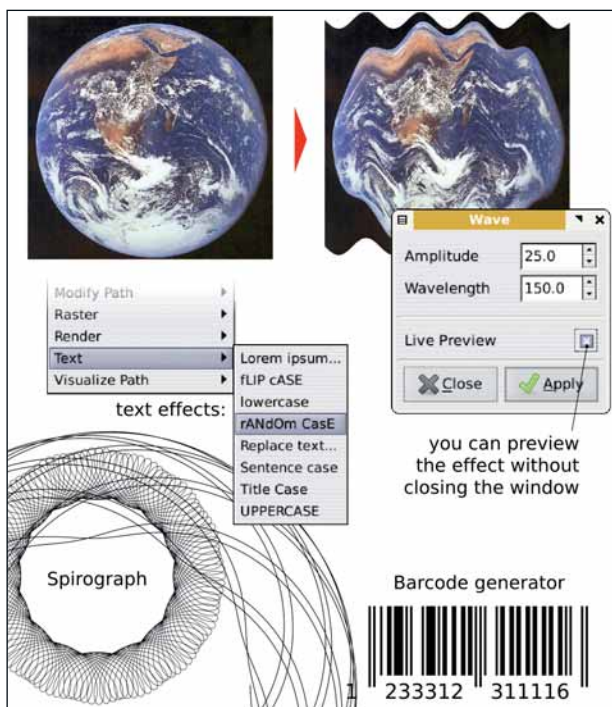 Wave
Amplitude 25.0
Wavelength 150.0
Live Preview
Close Apply
you can preview
the effect without
closing the window
Modify Path
Raster
Render
Text
Visualize Path
text effects:
Lorem ipsum...
fLIP cASE
lowercase
rANdOm CasE
Replace text...
Sentence case
Title Case
UPPERCASE
Spirograph
Barcode generator
1 233312 311116